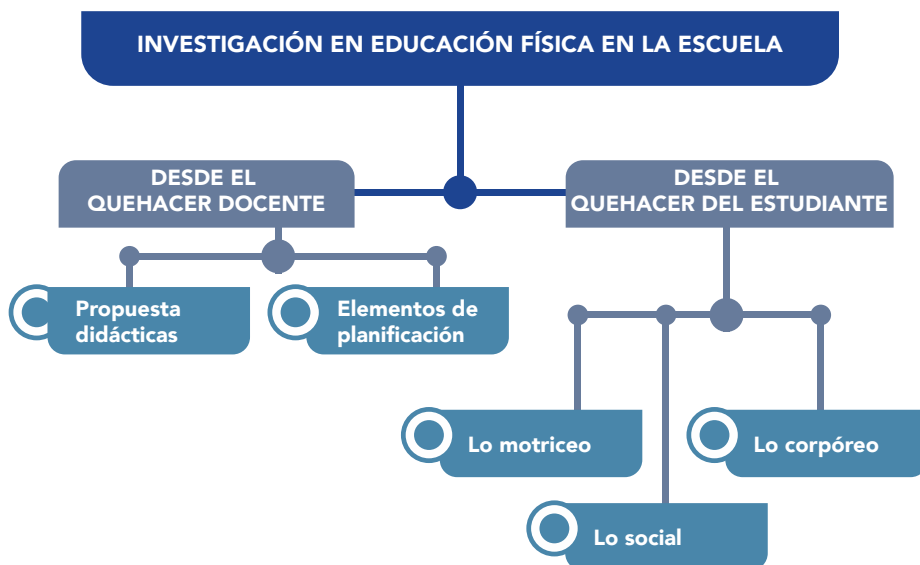 INVESTIGACIÓN EN EDUCACIÓN FÍSICA EN LA ESCUELA
DESDE EL
QUEHACER DOCENTE
DESDE EL
QUEHACER DEL ESTUDIANTE
Propuesta
didácticas
Elementos de
planificación
Lo motriceo
Lo corpóreo
Lo social